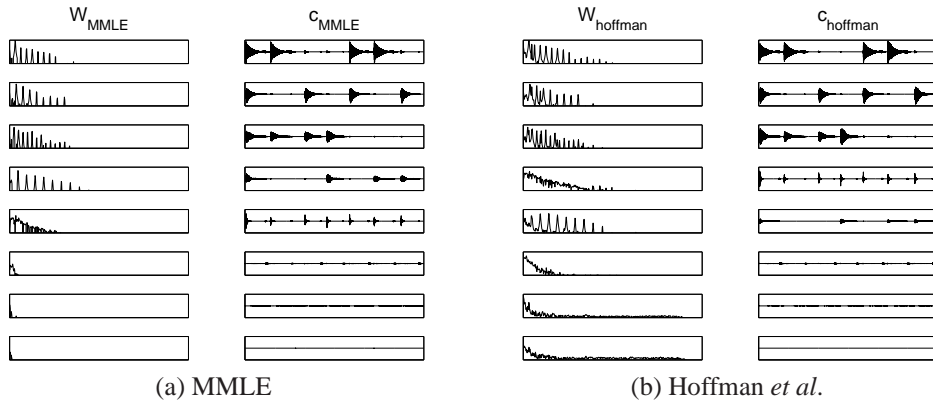 W_MMLE
c_MMLE
W_hoffman
c_hoffman
(a) MMLE
(b) Hoffman et al.